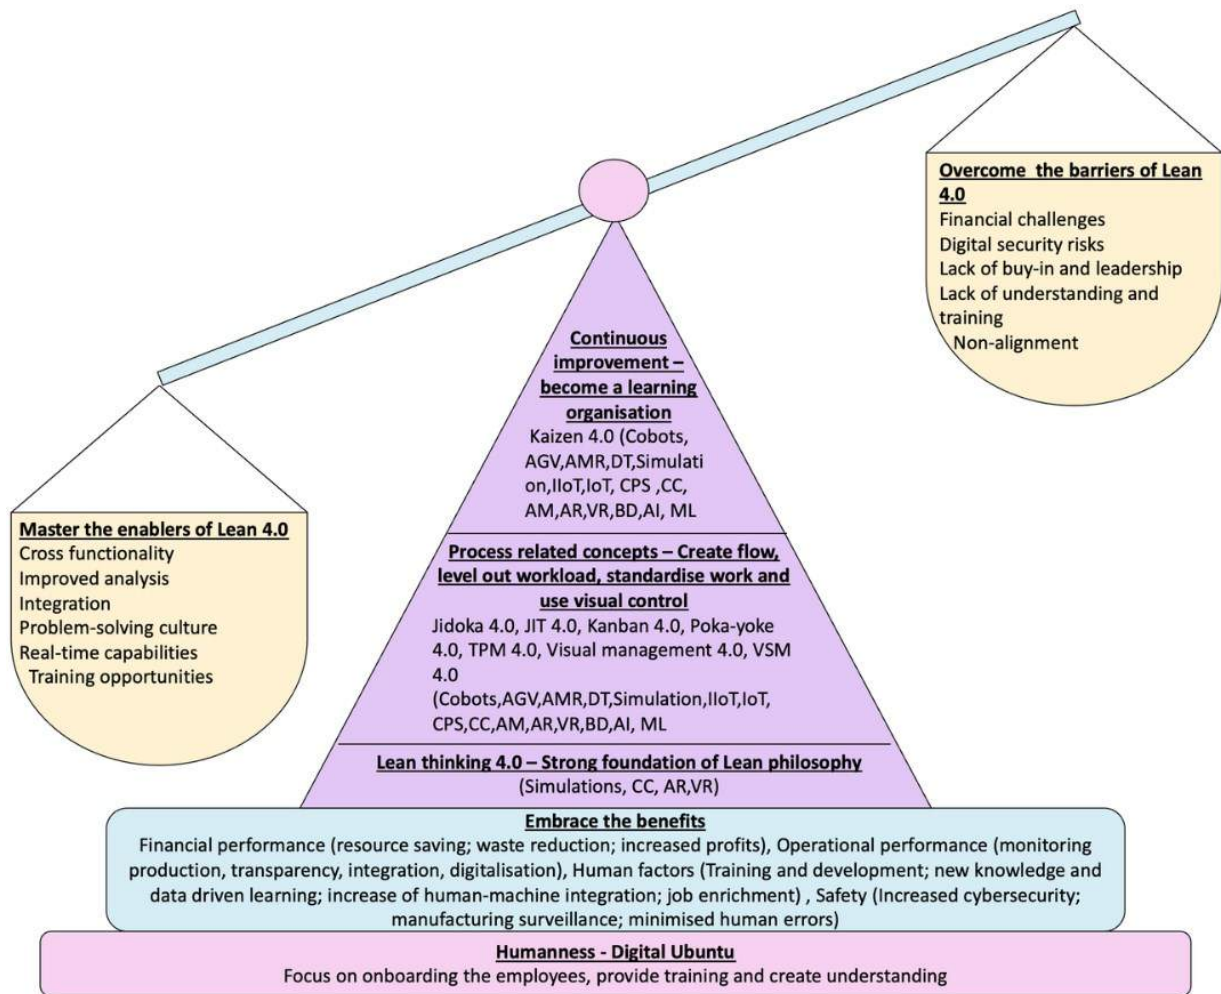 Overcome the barriers of Lean
4.0
Financial challenges
Digital security risks
Lack of buy-in and leadership
Lack of understanding and
training
Non-alignment
Master the enablers of Lean 4.0
Cross functionality
Improved analysis
Integration
Problem-solving culture
Real-time capabilities
Training opportunities
Continuous
improvement –
become a learning
organisation
Kaizen 4.0 (Cobots,
AGV,AMR,DT,Simulati
on,IIoT,IoT, CPS ,CC,
AM,AR,VR,BD,AI, ML
Process related concepts – Create flow,
level out workload, standardise work and
use visual control
Jidoka 4.0, JIT 4.0, Kanban 4.0, Poka-yoke
4.0, TPM 4.0, Visual management 4.0, VSM
4.0
(Cobots,AGV,AMR,DT,Simulation,IIoT,IoT,
CPS,CC,AM,AR,VR,BD,AI, ML
Lean thinking 4.0 – Strong foundation of Lean philosophy
(Simulations, CC, AR,VR)
Embrace the benefits
Financial performance (resource saving; waste reduction; increased profits), Operational performance (monitoring
production, transparency, integration, digitalisation), Human factors (Training and development; new knowledge and
data driven learning; increase of human-machine integration; job enrichment) , Safety (Increased cybersecurity;
manufacturing surveillance; minimised human errors)
Humanness - Digital Ubuntu
Focus on onboarding the employees, provide training and create understanding